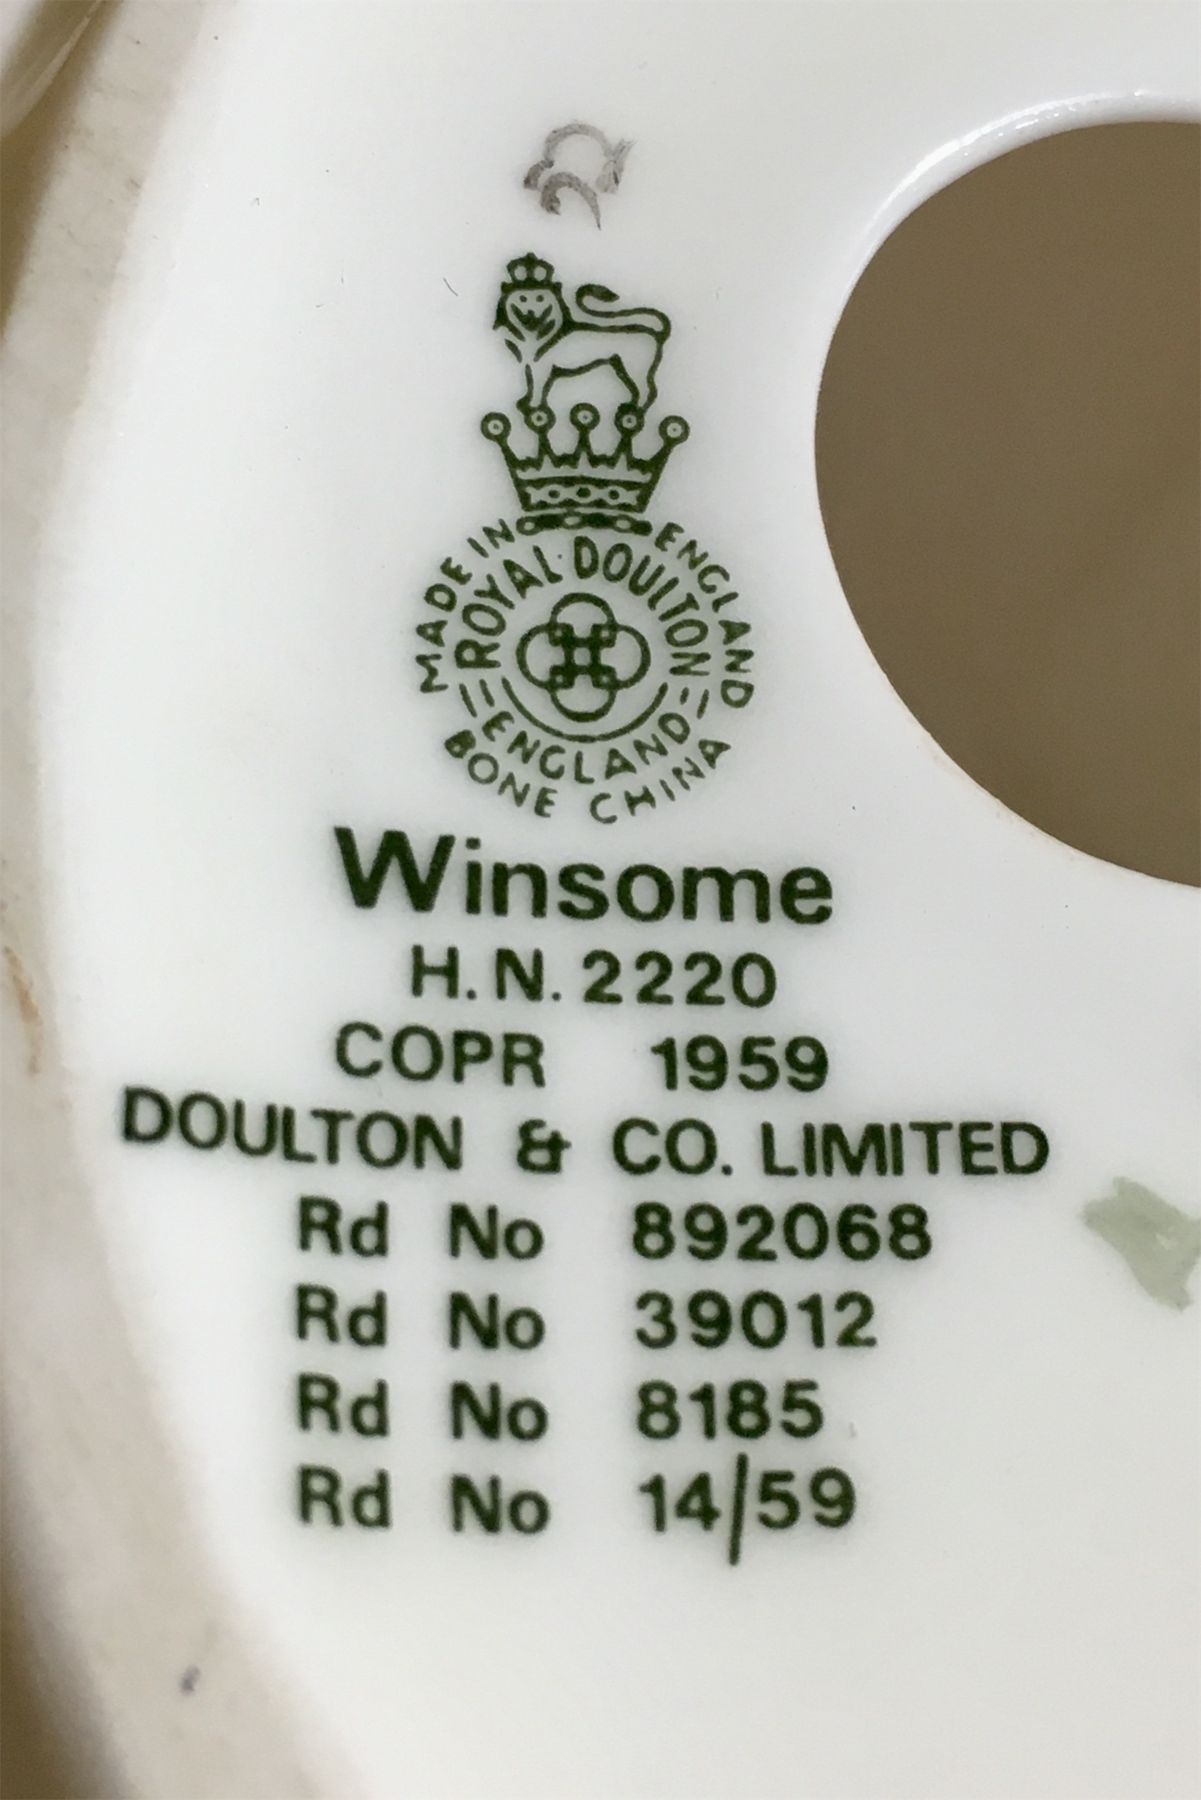 MADE IN ENGLAND
ROYAL DOULTON
ENGLAND
BONE CHINA
Winsome
H.N. 2220
COPR 1959
DOULTON & CO. LIMITED
Rd No 892068
Rd No 39012
Rd No 8185
Rd No 14/59